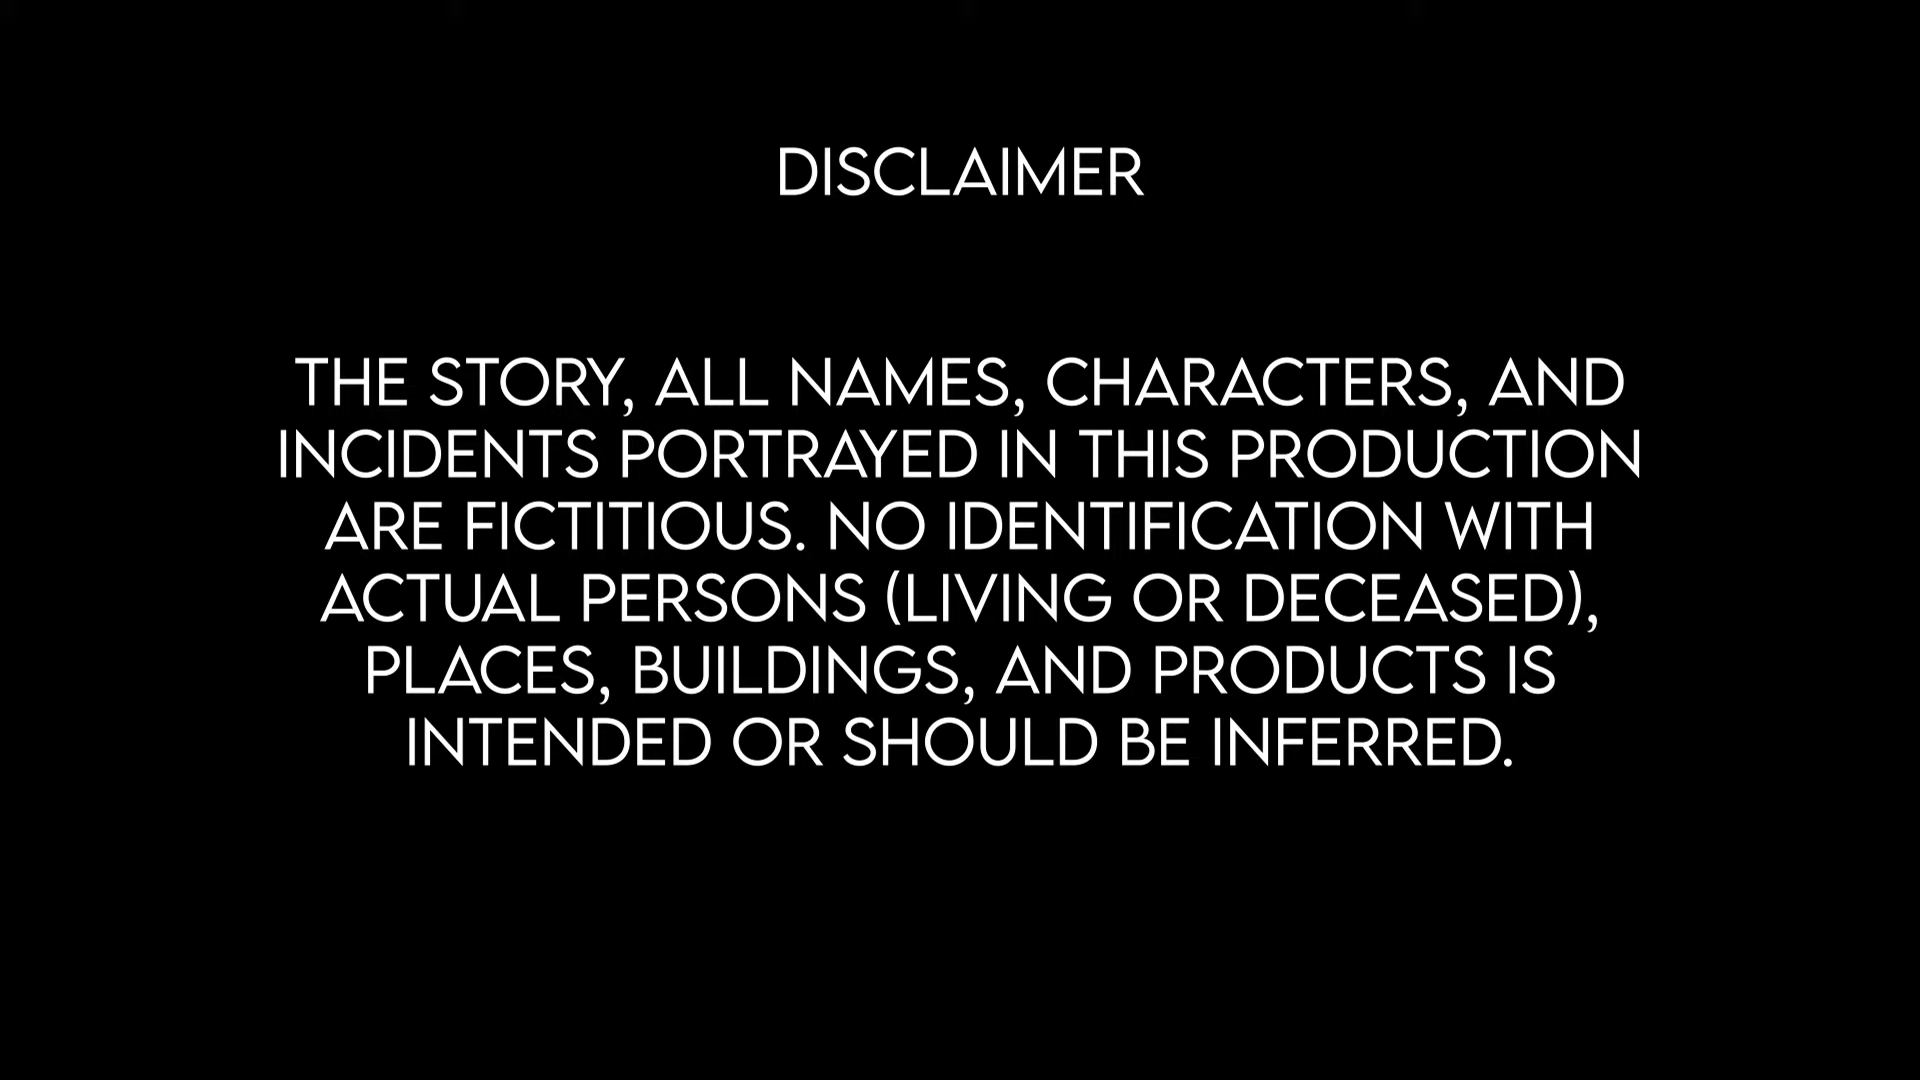 DISCLAIMER
THE STORY, ALL NAMES, CHARACTERS, AND
INCIDENTS PORTRAYED IN THIS PRODUCTION
ARE FICTITIOUS. NO IDENTIFICATION WITH
ACTUAL PERSONS (LIVING OR DECEASED),
PLACES, BUILDINGS, AND PRODUCTS IS
INTENDED OR SHOULD BE INFERRED.